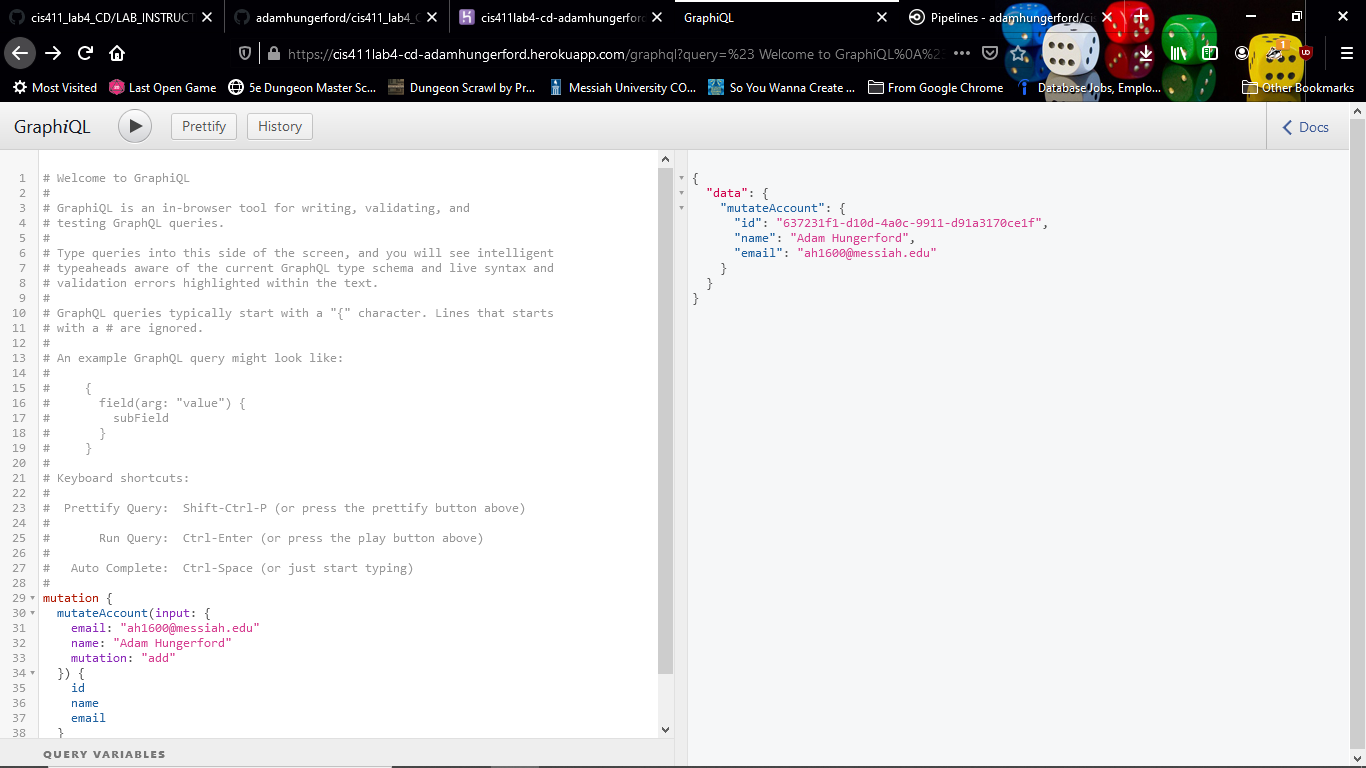 cis411_lab4_CD/LAB_INSTRUCT
adamhungerford/cis411_lab4_C
cis411lab4-cd-adamhungerford
GraphiQL
Pipelines - adamhungerford/cis
https://cis411lab4-cd-adamhungerford.herokuapp.com/graphql?query=%23 Welcome to GraphiQL%0A%23
Most Visited
Last Open Game
5e Dungeon Master Sc...
Dungeon Scrawl by Pr...
Messiah University CO...
So You Wanna Create ...
From Google Chrome
Database Jobs, Emplo...
Other Bookmarks
GraphiQL
Prettify
History
Docs
1 # Welcome to GraphiQL
2 #
3 # GraphiQL is an in-browser tool for writing, validating, and
4 # testing GraphQL queries.
5 #
6 # Type queries into this side of the screen, and you will see intelligent
7 # typeaheads aware of the current GraphQL type schema and live syntax and
8 # validation errors highlighted within the text.
9 #
10 # GraphQL queries typically start with a "{" character. Lines that starts
11 # with a # are ignored.
12 #
13 # An example GraphQL query might look like:
14 #
15 #     {
16 #       field(arg: "value") {
17 #         subField
18 #       }
19 #     }
20 #
21 # Keyboard shortcuts:
22 #
23 #  Prettify Query:  Shift-Ctrl-P (or press the prettify button above)
24 #
25 #       Run Query:  Ctrl-Enter (or press the play button above)
26 #
27 #   Auto Complete:  Ctrl-Space (or just start typing)
28 #
29 mutation {
30   mutateAccount(input: {
31     email: "ah1600@messiah.edu"
32     name: "Adam Hungerford"
33     mutation: "add"
34   }) {
35     id
36     name
37     email
38   }
QUERY VARIABLES
{
  "data": {
    "mutateAccount": {
      "id": "637231f1-d10d-4a0c-9911-d91a3170ce1f",
      "name": "Adam Hungerford",
      "email": "ah1600@messiah.edu"
    }
  }
}